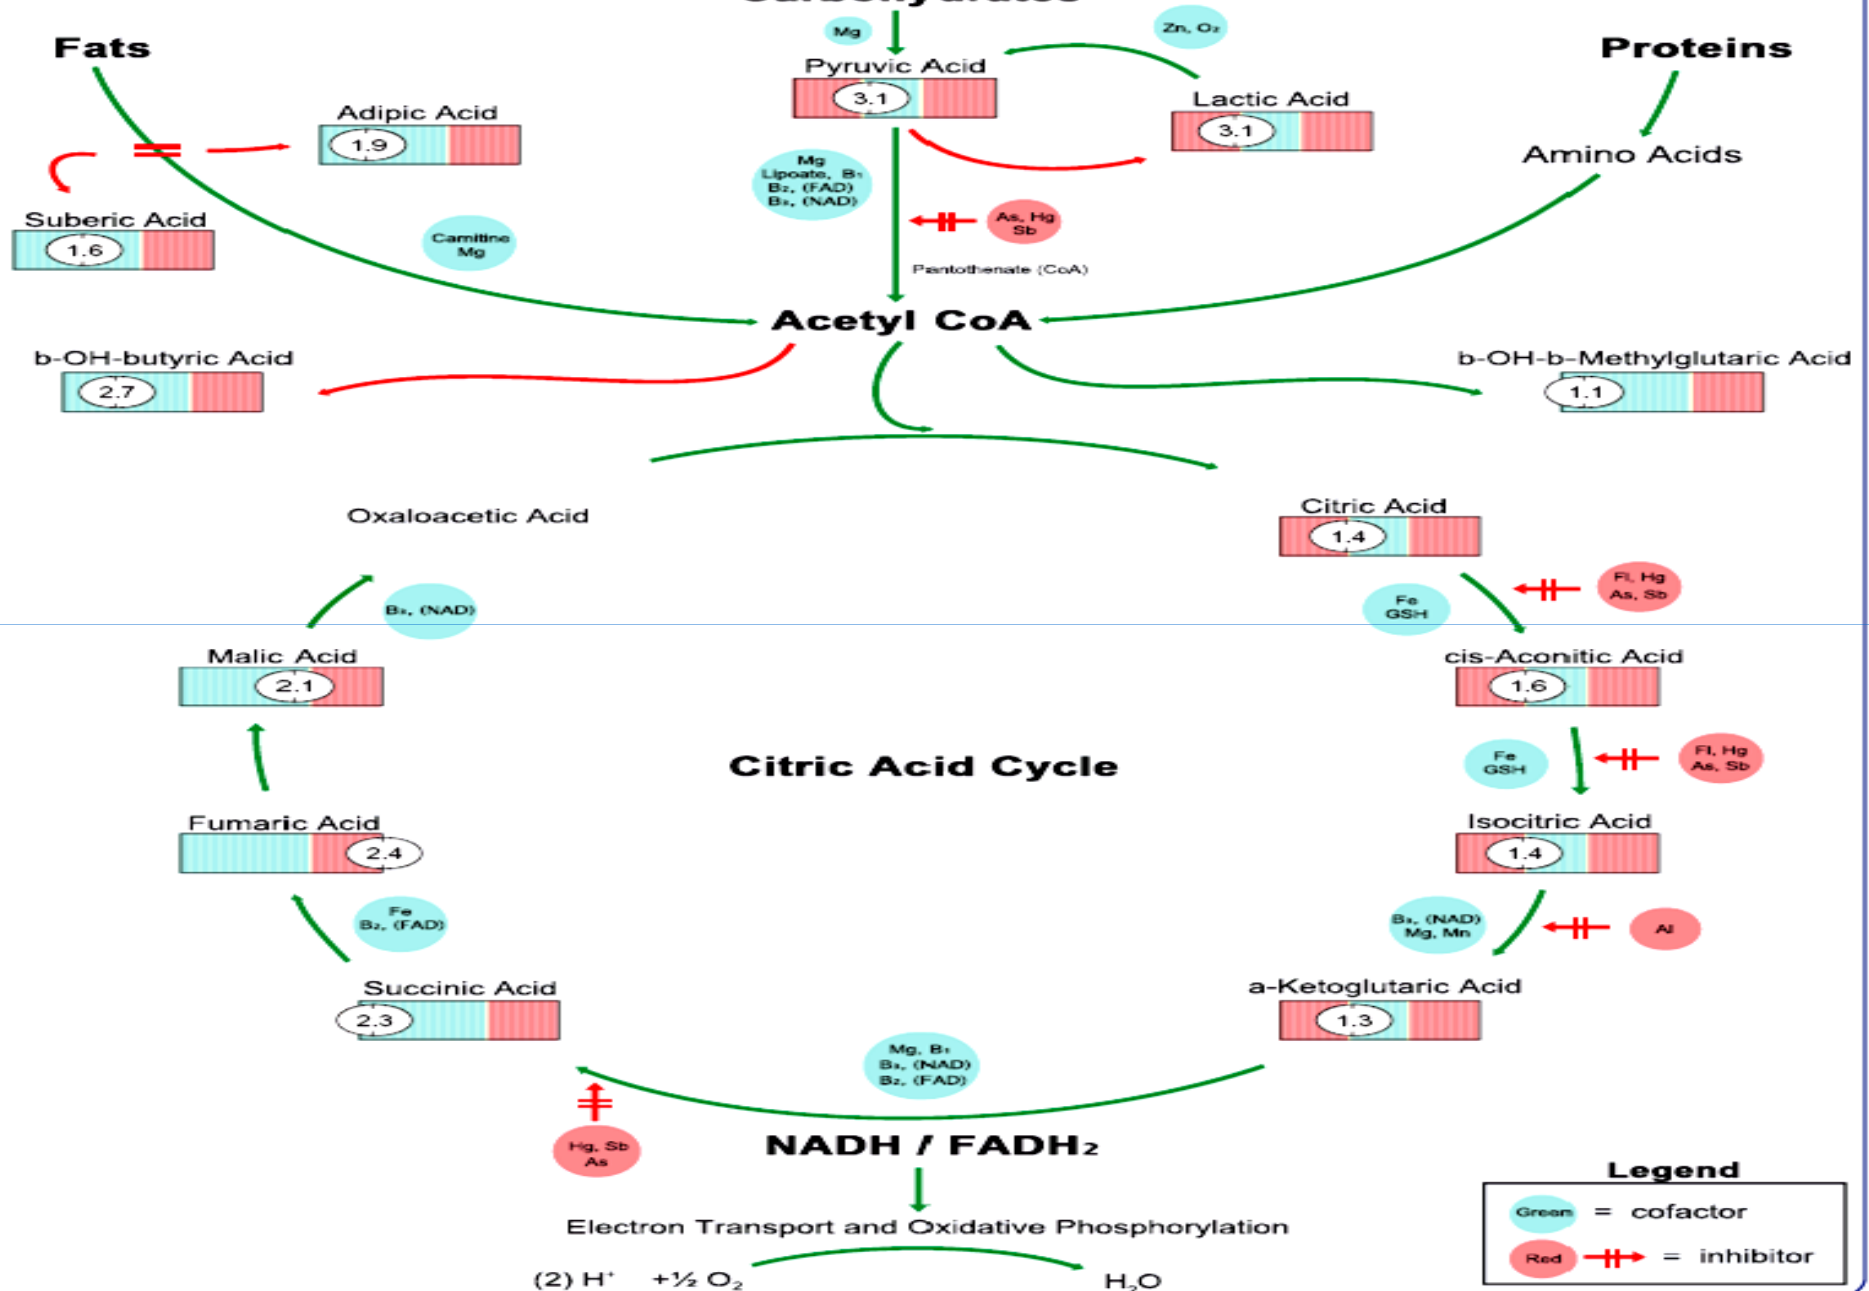 Carbohydrates
Mg
Zn, O₂
Fats
Proteins
Pyruvic Acid
3.1
Lactic Acid
3.1
Adipic Acid
1.9
Amino Acids
Mg
Lipoate, B₁
B₂, (FAD)
B₃, (NAD)
As, Hg
Sb
Suberic Acid
1.6
Carnitine
Mg
Pantothenate (CoA)
Acetyl CoA
b-OH-butyric Acid
2.7
b-OH-b-Methylglutaric Acid
1.1
Oxaloacetic Acid
Citric Acid
1.4
Fl, Hg
As, Sb
Fe
GSH
B₃, (NAD)
Malic Acid
2.1
cis-Aconitic Acid
1.6
Citric Acid Cycle
Fe
GSH
Fl, Hg
As, Sb
Fumaric Acid
2.4
Isocitric Acid
1.4
Fe
B₂, (FAD)
B₃, (NAD)
Mg, Mn
Al
Succinic Acid
2.3
a-Ketoglutaric Acid
1.3
Mg, B₁
B₃, (NAD)
B₂, (FAD)
Hg, Sb
As
NADH / FADH₂
Electron Transport and Oxidative Phosphorylation
(2) H⁺ +½ O₂
H₂O
Legend
Green = cofactor
Red = inhibitor